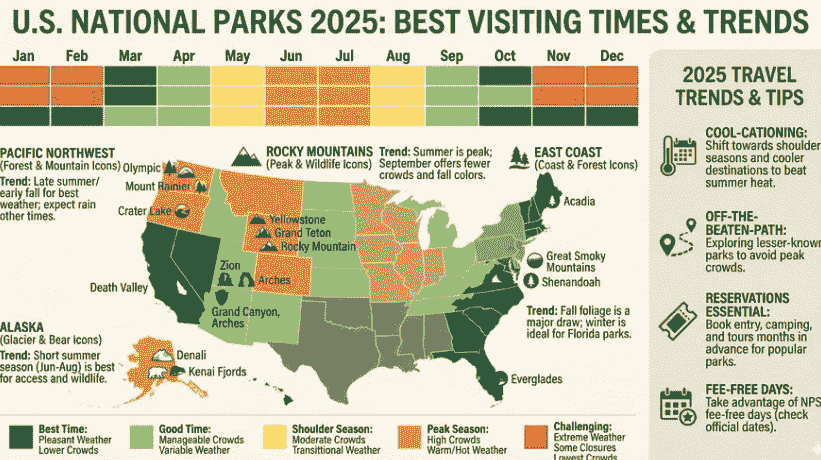 U.S. NATIONAL PARKS 2025: BEST VISITING TIMES & TRENDS
Jan Feb Mar Apr May Jun Jul Aug Sep Oct Nov Dec
PACIFIC NORTHWEST
(Forest & Mountain Icons)
Trend: Late summer/
early fall for best
weather; expect rain
other times.
Olympic
Mount Rainier
Crater Lake
ROCKY MOUNTAINS
(Peak & Wildlife Icons)
Trend: Summer is peak;
September offers fewer
crowds and fall colors.
EAST COAST
(Coast & Forest Icons)
Acadia
Yellowstone
Grand Teton
Rocky Mountain
Zion
Arches
Death Valley
Grand Canyon,
Arches
Great Smoky
Mountains
Shenandoah
Trend: Fall foliage is a
major draw; winter is
ideal for Florida parks.
Everglades
ALASKA
(Glacier & Bear Icons)
Trend: Short summer
season (Jun-Aug) is best
for access and wildlife.
Denali
Kenai Fjords
Best Time:
Pleasant Weather
Lower Crowds
Good Time:
Manageable Crowds
Variable Weather
Shoulder Season:
Moderate Crowds
Transittional Weather
Peak Season:
High Crowds
Warm/Hot Weather
Challenging:
Extreme Weather
Some Closures
Lowest Crowds
2025 TRAVEL
TRENDS & TIPS
COOL-CATIONING:
Shift towards shoulder
seasons and cooler
destinations to beat
summer heat.
OFF-THE-
BEATEN-PATH:
Exploring lesser-known
parks to avoid peak
crowds.
RESERVATIONS
ESSENTIAL:
Book entry, camping,
and tours months in
advance for popular
parks.
FEE-FREE DAYS:
Take advantage of NPS
fee-free days (check
official dates).